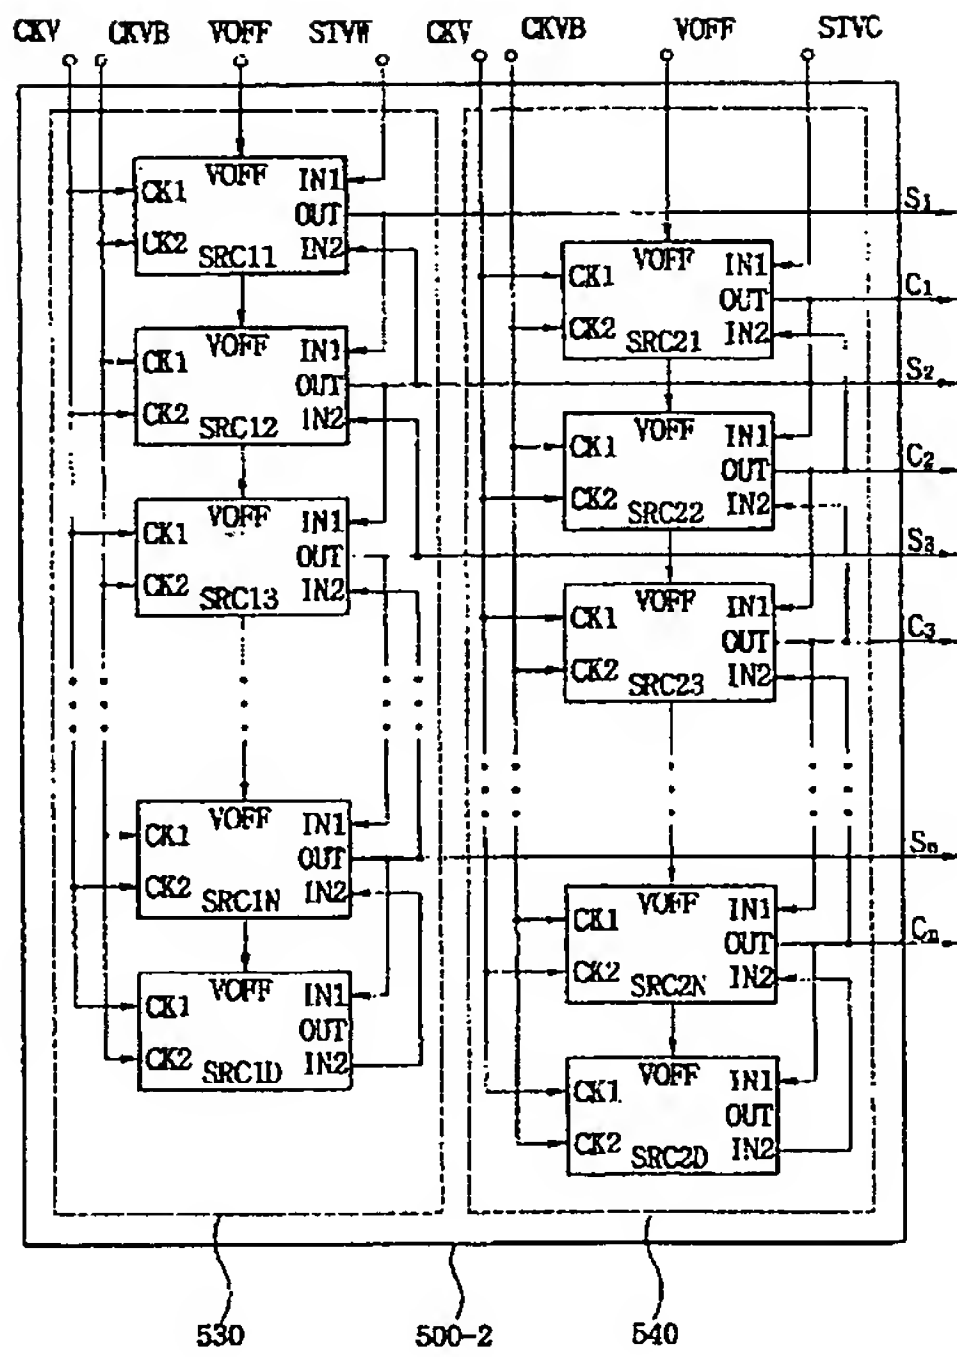 CKV CKVB VOFF STVW CKV CKVB VOFF STVC
VOFF
CK1
IN1
OUT
CK2
IN2
SRC11
S1
VOFF
CK1
IN1
OUT
CK2
IN2
SRC21
C1
VOFF
CK1
IN1
OUT
CK2
IN2
SRC12
S2
VOFF
CK1
IN1
OUT
CK2
IN2
SRC22
C2
VOFF
CK1
IN1
OUT
CK2
IN2
SRC13
S3
VOFF
CK1
IN1
OUT
CK2
IN2
SRC23
C3
VOFF
CK1
IN1
OUT
CK2
IN2
SRC1N
Sn
VOFF
CK1
IN1
OUT
CK2
IN2
SRC2N
Cn
VOFF
CK1
IN1
OUT
CK2
IN2
SRC1D
VOFF
CK1
IN1
OUT
CK2
IN2
SRC2D
530 500-2 540